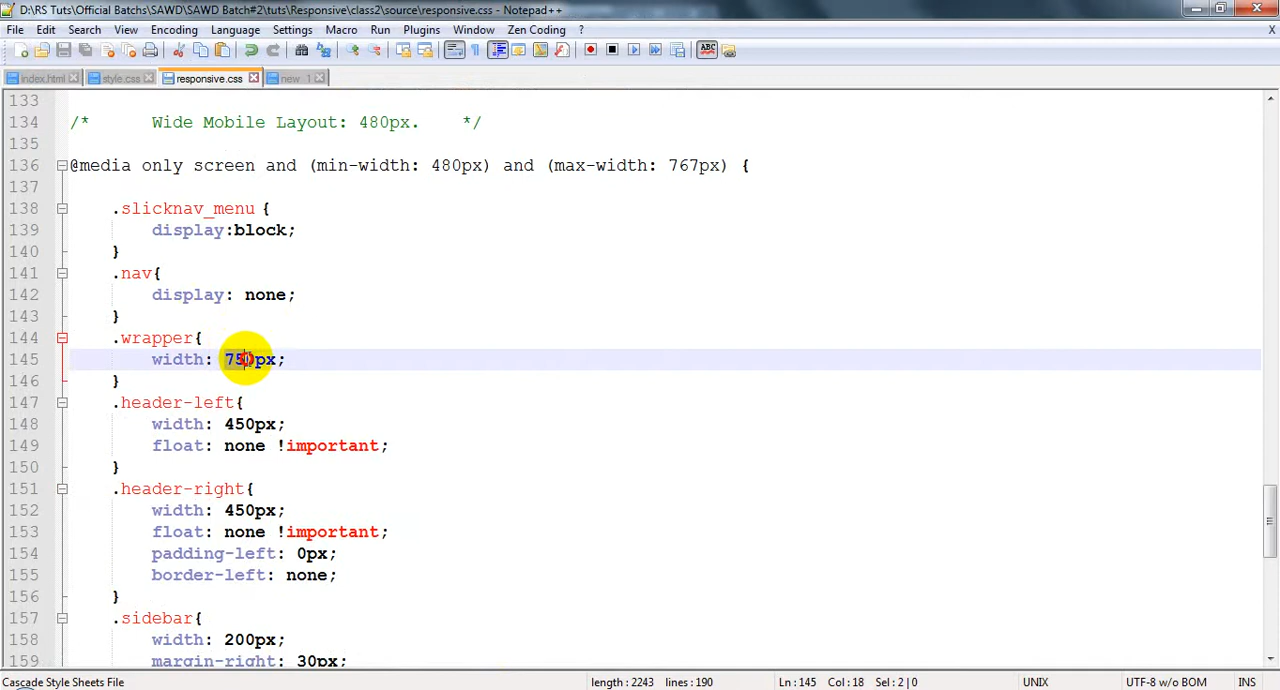 D:\RS Tuts\Official Batchs\SAWD\SAWD Batch#2\tuts\Responsive\class2\source\responsive.css - Notepad++
File Edit Search View Encoding Language Settings Macro Run Plugins Window Zen Coding ? X
index.html style.css responsive.css new 1
133
134 /* Wide Mobile Layout: 480px. */
135
136 @media only screen and (min-width: 480px) and (max-width: 767px) {
137
138 .slicknav_menu {
139 display:block;
140 }
141 .nav{
142 display: none;
143 }
144 .wrapper{
145 width: 750px;
146 }
147 .header-left{
148 width: 450px;
149 float: none !important;
150 }
151 .header-right{
152 width: 450px;
153 float: none !important;
154 padding-left: 0px;
155 border-left: none;
156 }
157 .sidebar{
158 width: 200px;
159 margin-right: 30px;
Cascade Style Sheets File length : 2243 lines : 190 Ln : 145 Col : 18 Sel : 2 | 0 UNIX UTF-8 w/o BOM INS